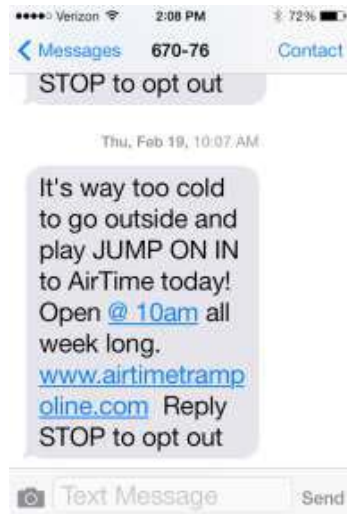 Verizon 2:08 PM 72%
Messages 670-76 Contact
STOP to opt out
Thu, Feb 19, 10:07 AM
It's way too cold
to go outside and
play JUMP ON IN
to AirTime today!
Open @ 10am all
week long.
www.airtimetramp
oline.com Reply
STOP to opt out
Text Message Send